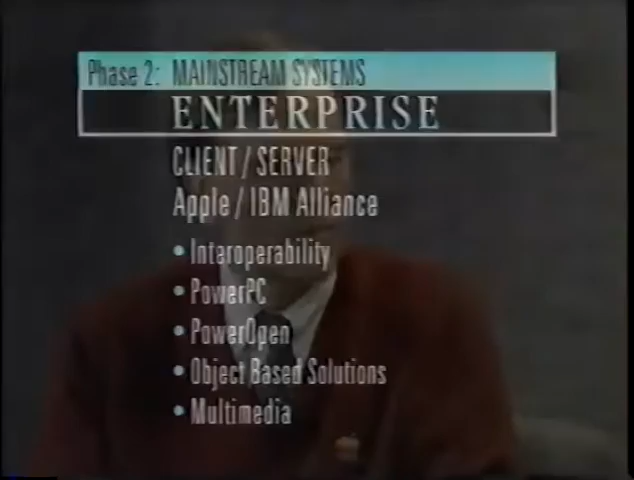 Phase 2: MAINSTREAM SYSTEMS
ENTERPRISE
CLIENT / SERVER
Apple / IBM Alliance
• Interoperability
• PowerPC
• PowerOpen
• Object Based Solutions
• Multimedia